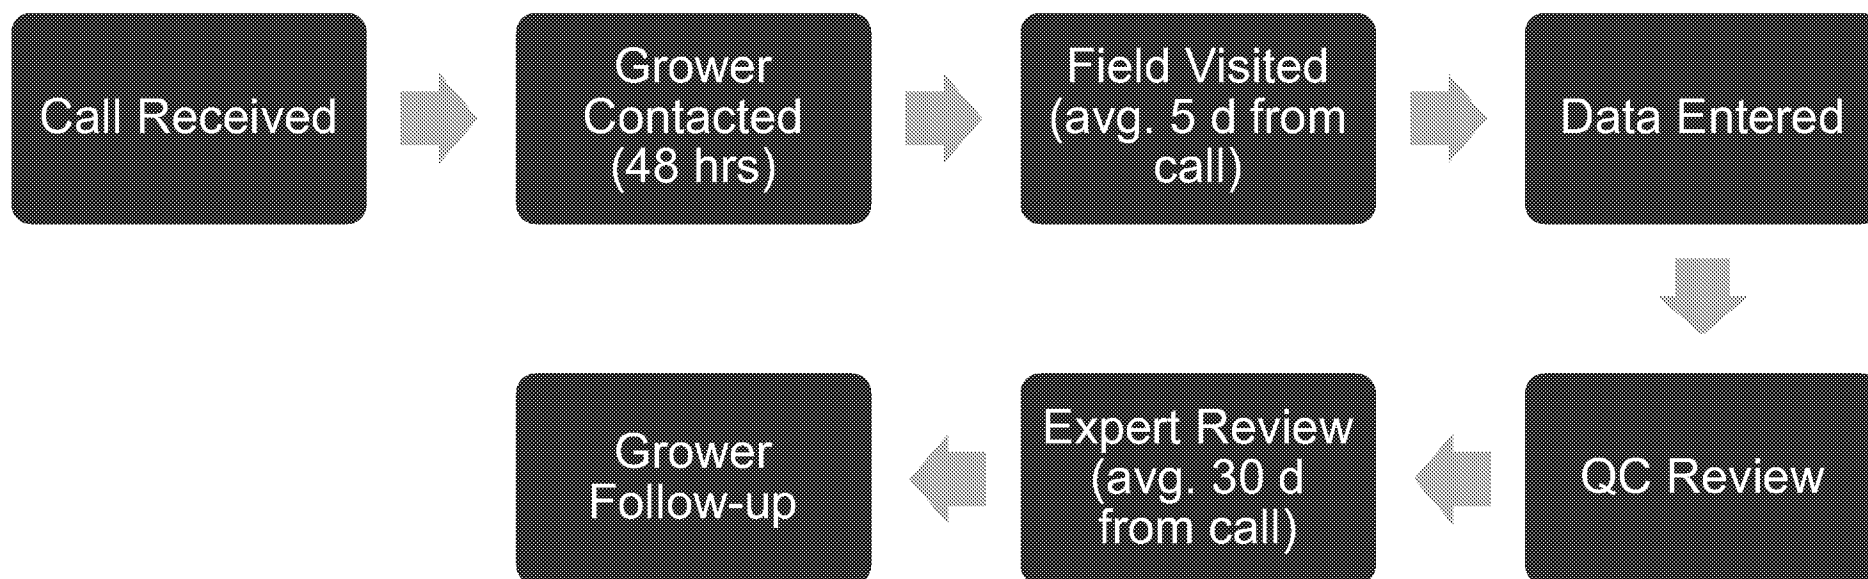 Call Received
Grower
Contacted
(48 hrs)
Field Visited
(avg. 5 d from
call)
Data Entered
QC Review
Expert Review
(avg. 30 d
from call)
Grower
Follow-up